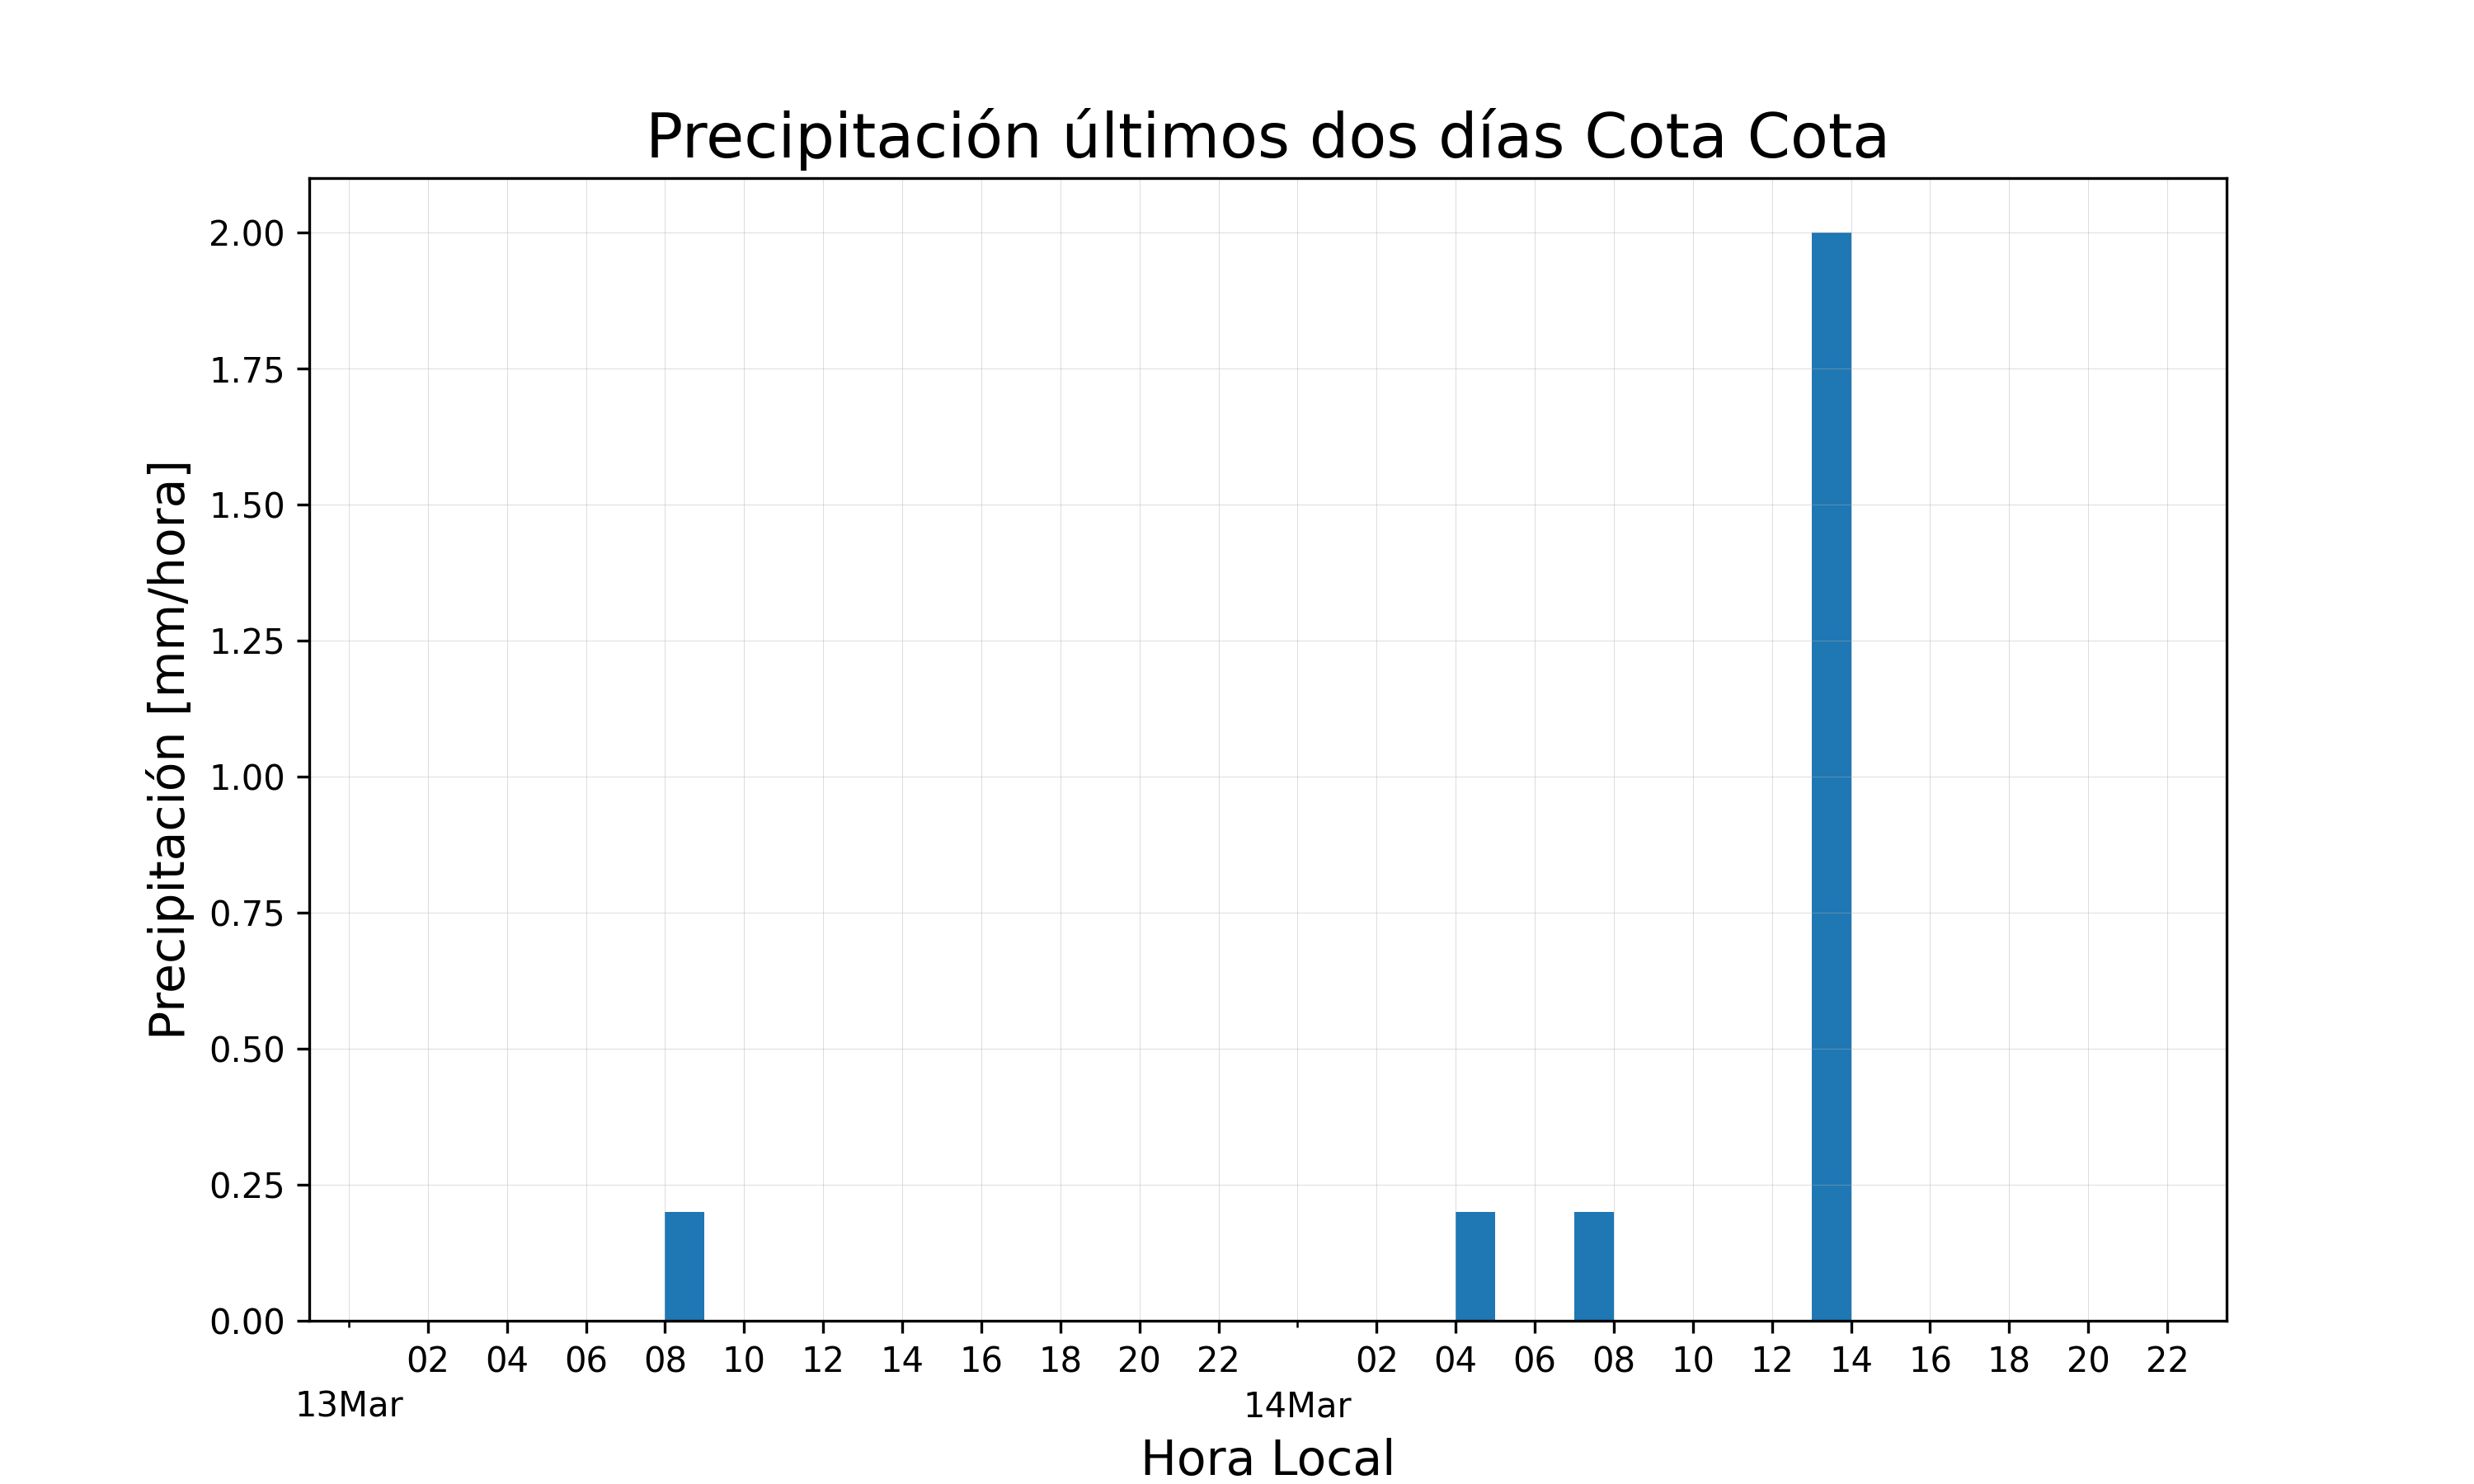 Precipitación últimos dos días Cota Cota
Precipitación [mm/hora]
2.00
1.75
1.50
1.25
1.00
0.75
0.50
0.25
0.00
02 04 06 08 10 12 14 16 18 20 22 02 04 06 08 10 12 14 16 18 20 22
13Mar 14Mar
Hora Local